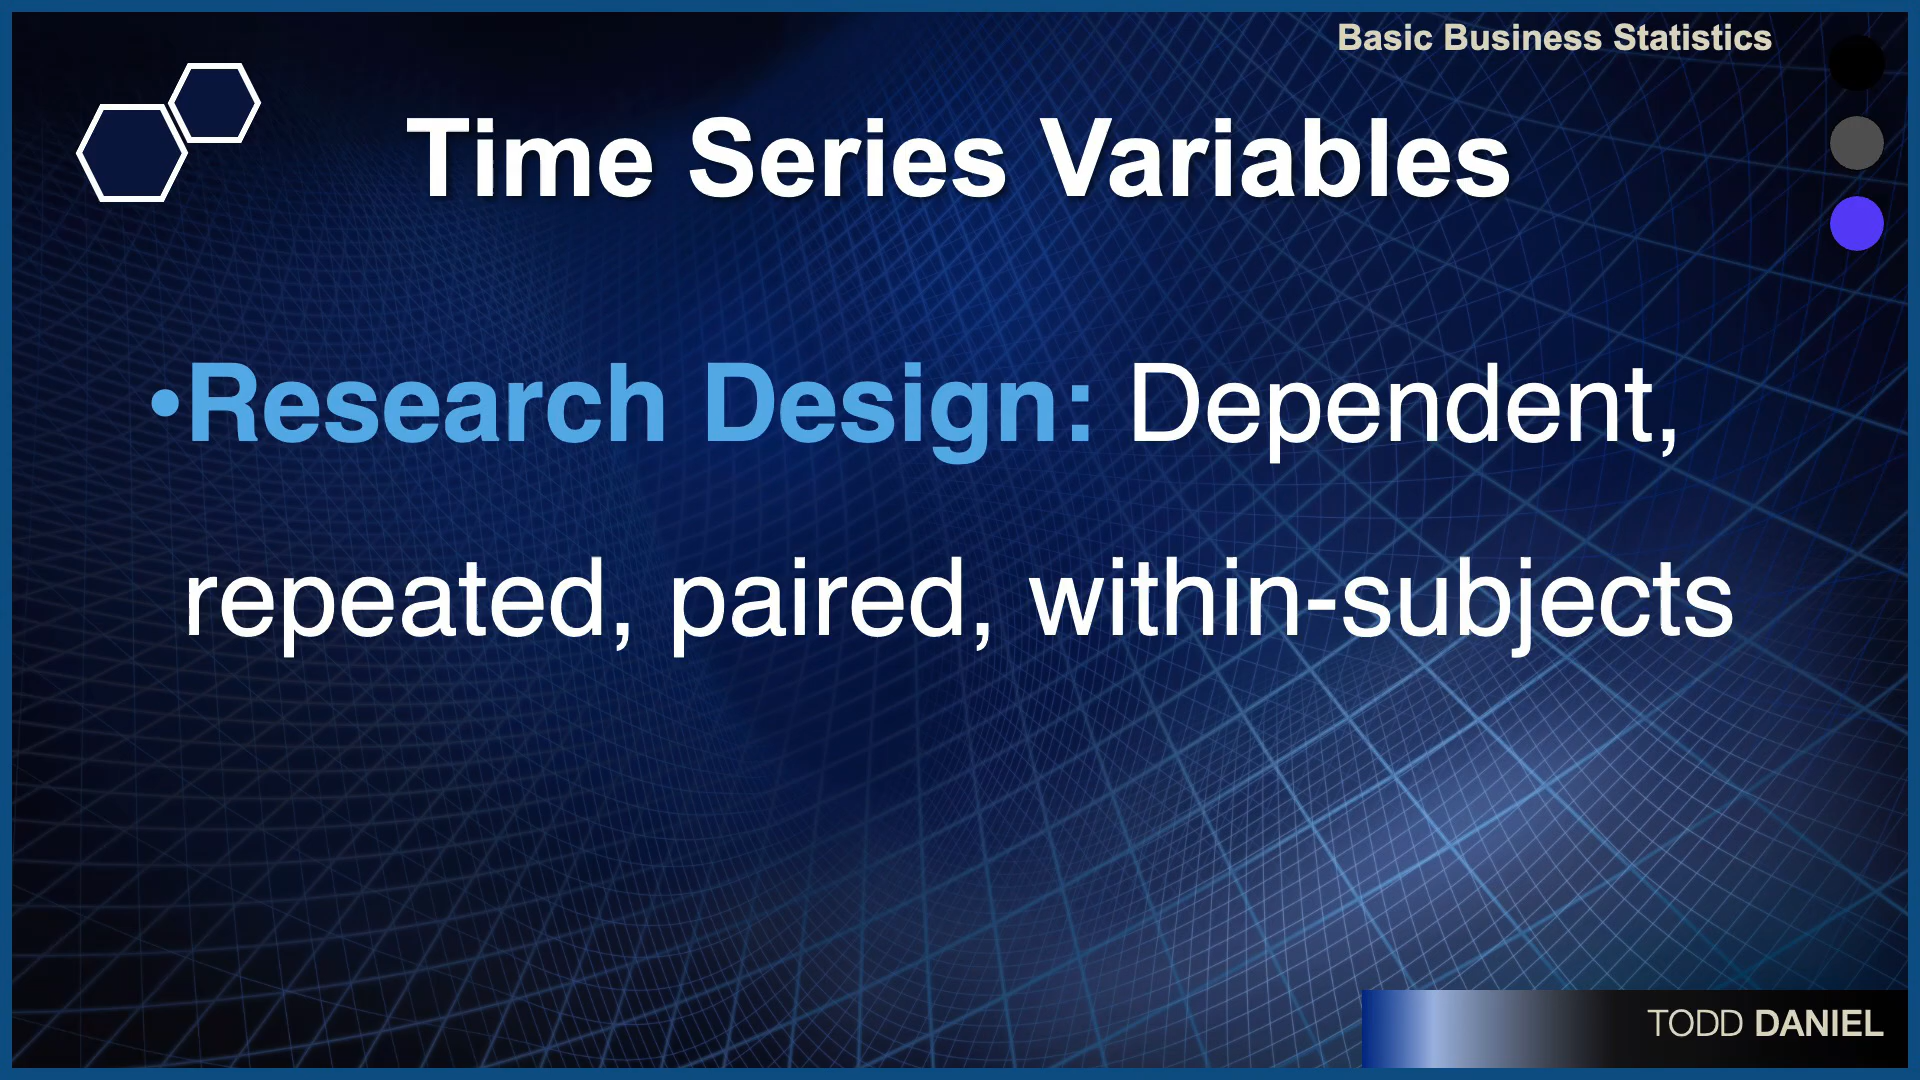 Basic Business Statistics
Time Series Variables
•Research Design: Dependent,
repeated, paired, within-subjects
TODD DANIEL